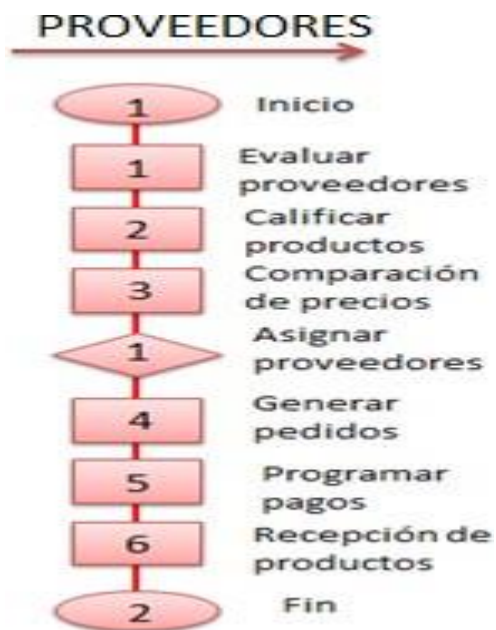 PROVEEDORES
1 Inicio
1 Evaluar
proveedores
2 Calificar
productos
3 Comparación
de precios
1 Asignar
proveedores
4 Generar
pedidos
5 Programar
pagos
6 Recepción de
productos
2 Fin